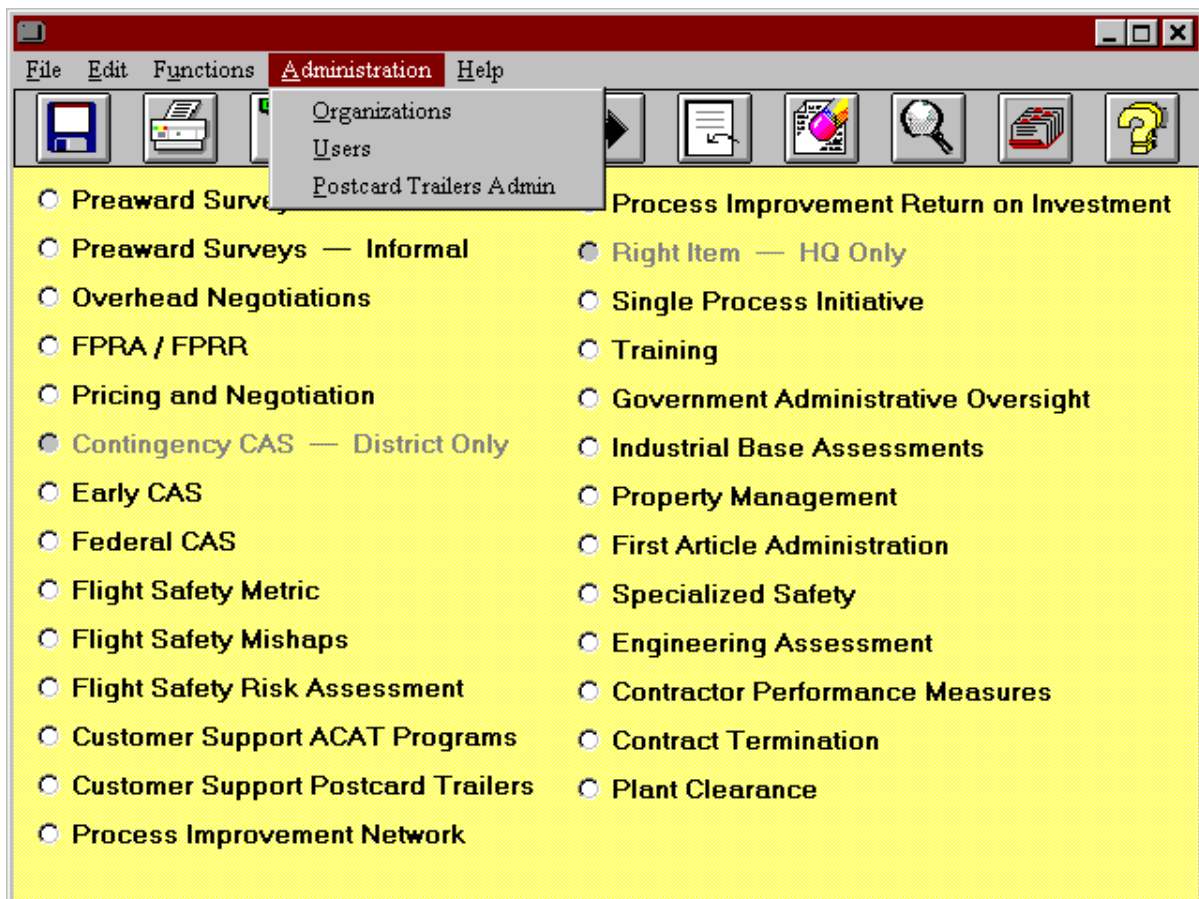 File Edit Functions Administration Help
Organizations
Users
Postcard Trailers Admin
Preaward
Preaward Surveys — Informal
Overhead Negotiations
FPRA / FPRR
Pricing and Negotiation
Contingency CAS — District Only
Early CAS
Federal CAS
Flight Safety Metric
Flight Safety Mishaps
Flight Safety Risk Assessment
Customer Support ACAT Programs
Customer Support Postcard Trailers
Process Improvement Network
Process Improvement Return on Investment
Right Item — HQ Only
Single Process Initiative
Training
Government Administrative Oversight
Industrial Base Assessments
Property Management
First Article Administration
Specialized Safety
Engineering Assessment
Contractor Performance Measures
Contract Termination
Plant Clearance